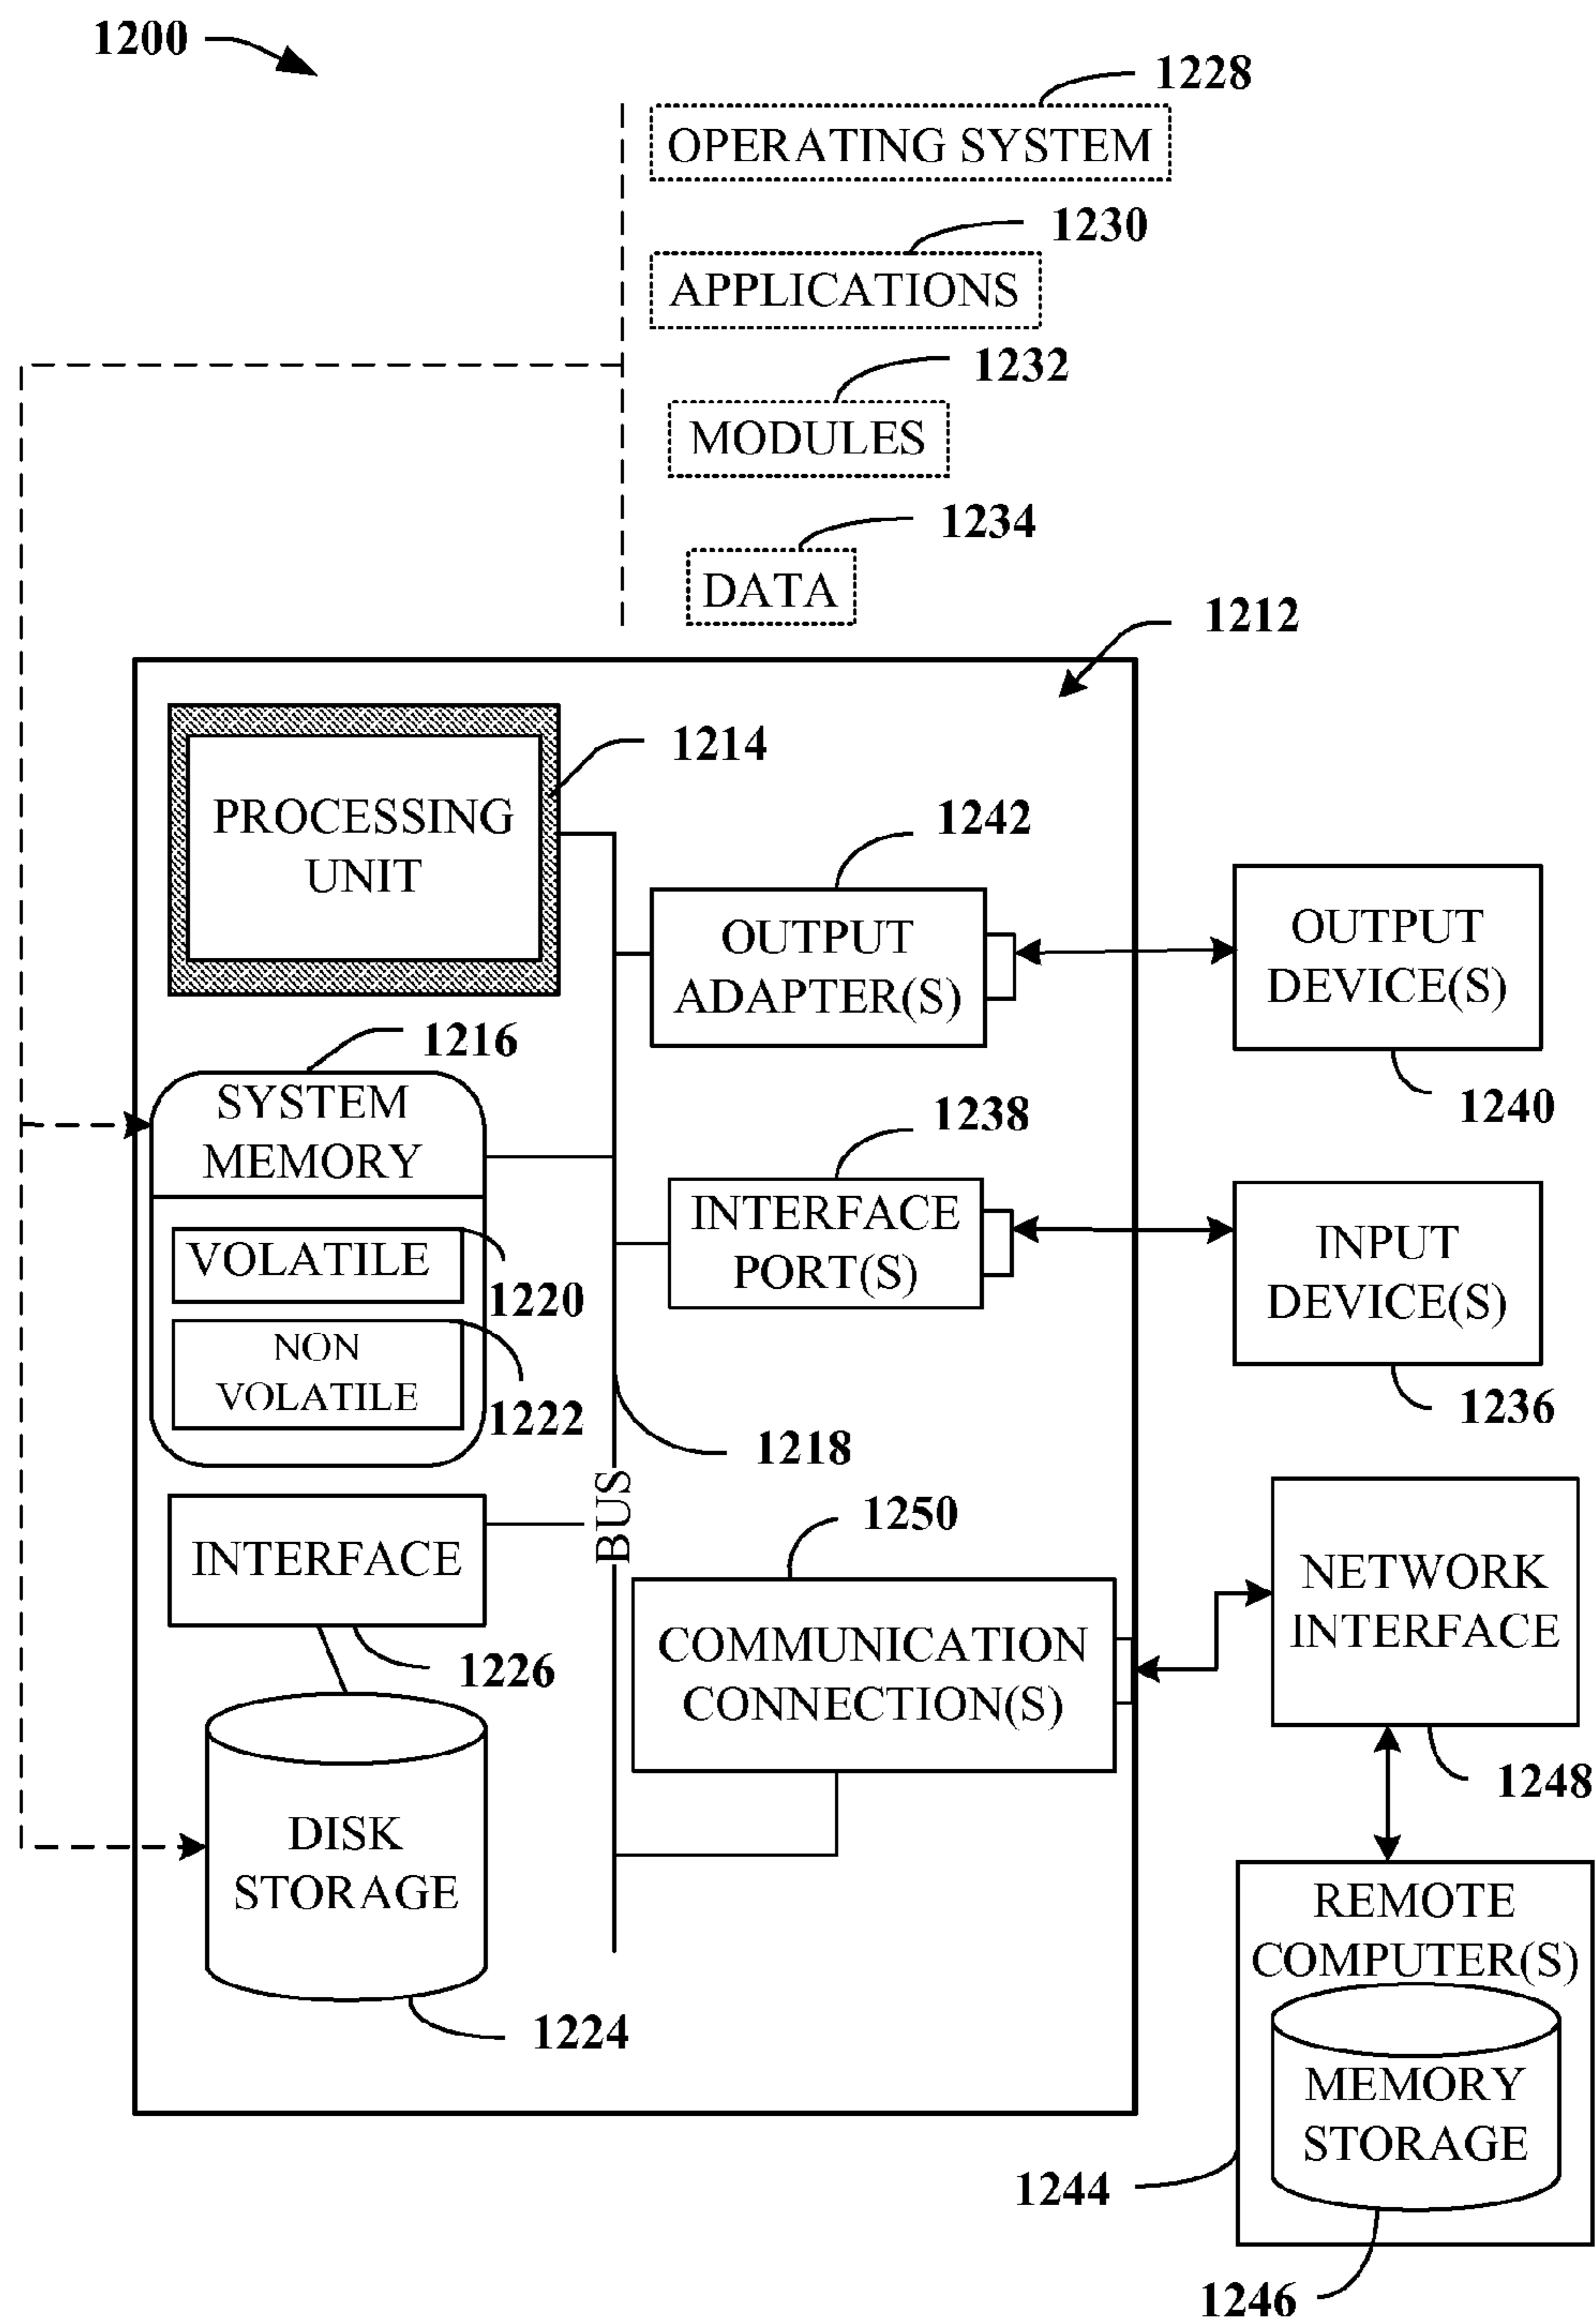 1200
1228
OPERATING SYSTEM
1230
APPLICATIONS
1232
MODULES
1234
DATA
1212
1214
PROCESSING
UNIT
1242
OUTPUT
ADAPTER(S)
OUTPUT
DEVICE(S)
1240
1216
SYSTEM
MEMORY
1238
INTERFACE
PORT(S)
INPUT
DEVICE(S)
1236
VOLATILE
1220
NON
VOLATILE
1222
1218
BUS
INTERFACE
1226
1250
COMMUNICATION
CONNECTION(S)
NETWORK
INTERFACE
1248
DISK
STORAGE
1224
REMOTE
COMPUTER(S)
MEMORY
STORAGE
1244
1246